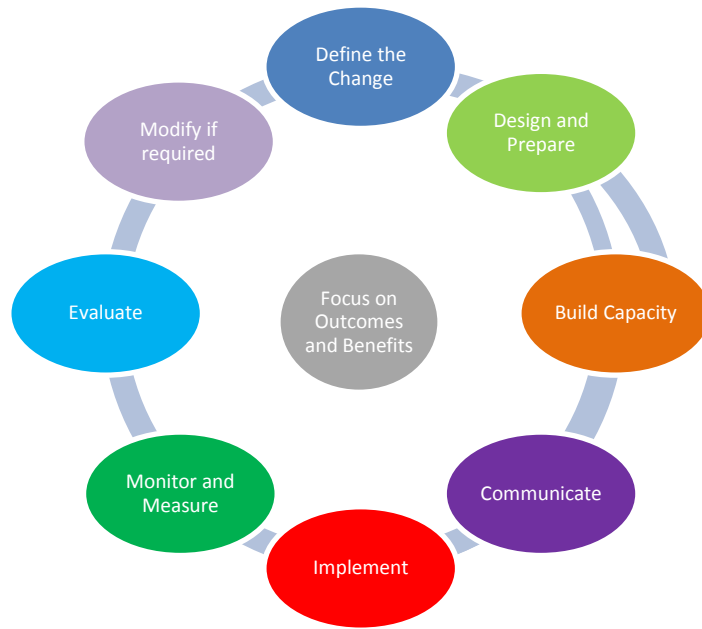 Define the
Change
Design and
Prepare
Build Capacity
Communicate
Implement
Monitor and
Measure
Evaluate
Modify if
required
Focus on
Outcomes
and Benefits